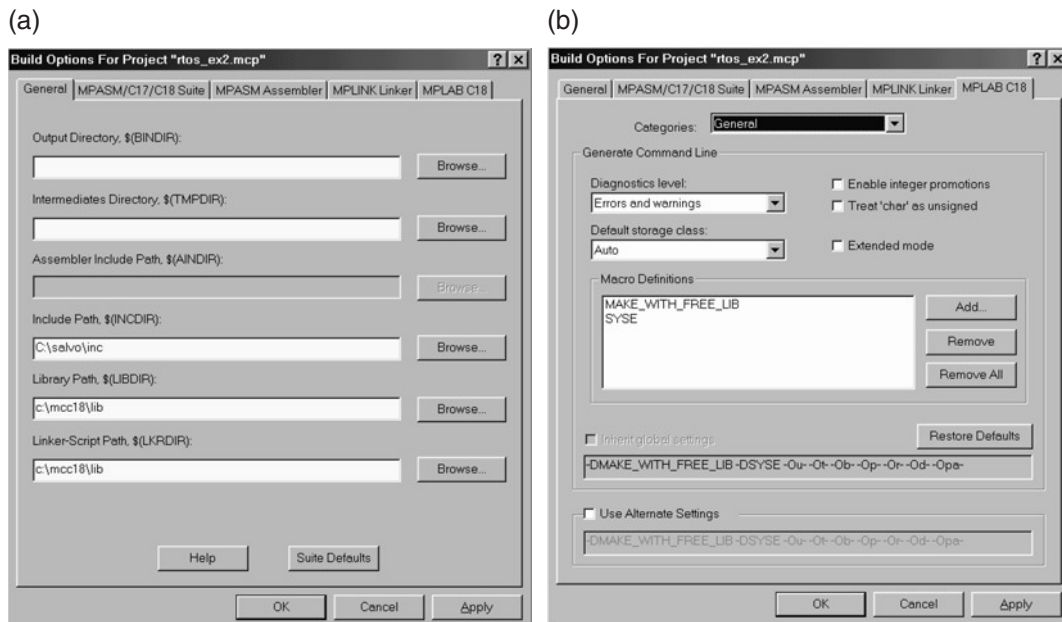 (a)
Build Options For Project "rtos_ex2.mcp"
General MPASM/C17/C18 Suite MPASM Assembler MPLINK Linker MPLAB C18
Output Directory, $(BINDIR):
Browse...
Intermediates Directory, $(TMPDIR):
Browse...
Assembler Include Path, $(AINDIR):
Browse...
Include Path, $(INCDIR):
C:\salvo\inc
Browse...
Library Path, $(LIBDIR):
c:\mcc18\lib
Browse...
Linker-Script Path, $(LKRDIR):
c:\mcc18\lib
Browse...
Help Suite Defaults
OK Cancel Apply
(b)
Build Options For Project "rtos_ex2.mcp"
General MPASM/C17/C18 Suite MPASM Assembler MPLINK Linker MPLAB C18
Categories: General
Generate Command Line
Diagnostics level:
Errors and warnings
Enable integer promotions
Treat 'char' as unsigned
Default storage class:
Auto
Extended mode
Macro Definitions
MAKE_WITH_FREE_LIB
SYSE
Add...
Remove
Remove All
Inherit global settings
Restore Defaults
-DMAKE_WITH_FREE_LIB -DSYSE -Ou- -Ot- -Ob- -Op- -Or- -Od- -Opa-
Use Alternate Settings
-DMAKE_WITH_FREE_LIB -DSYSE -Ou- -Ot- -Ob- -Op- -Or- -Od- -Opa-
OK Cancel Apply